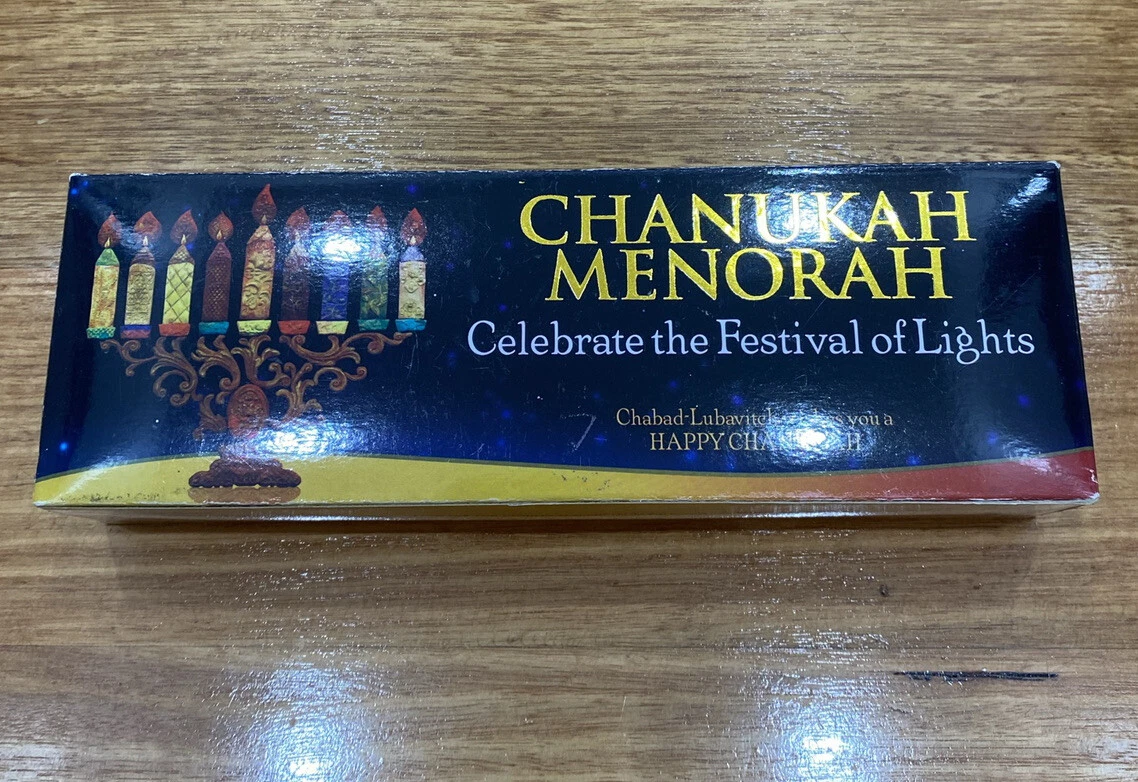 CHANUKAH
MENORAH
Celebrate the Festival of Lights
Chabad-Lubavitch you a
HAPPY